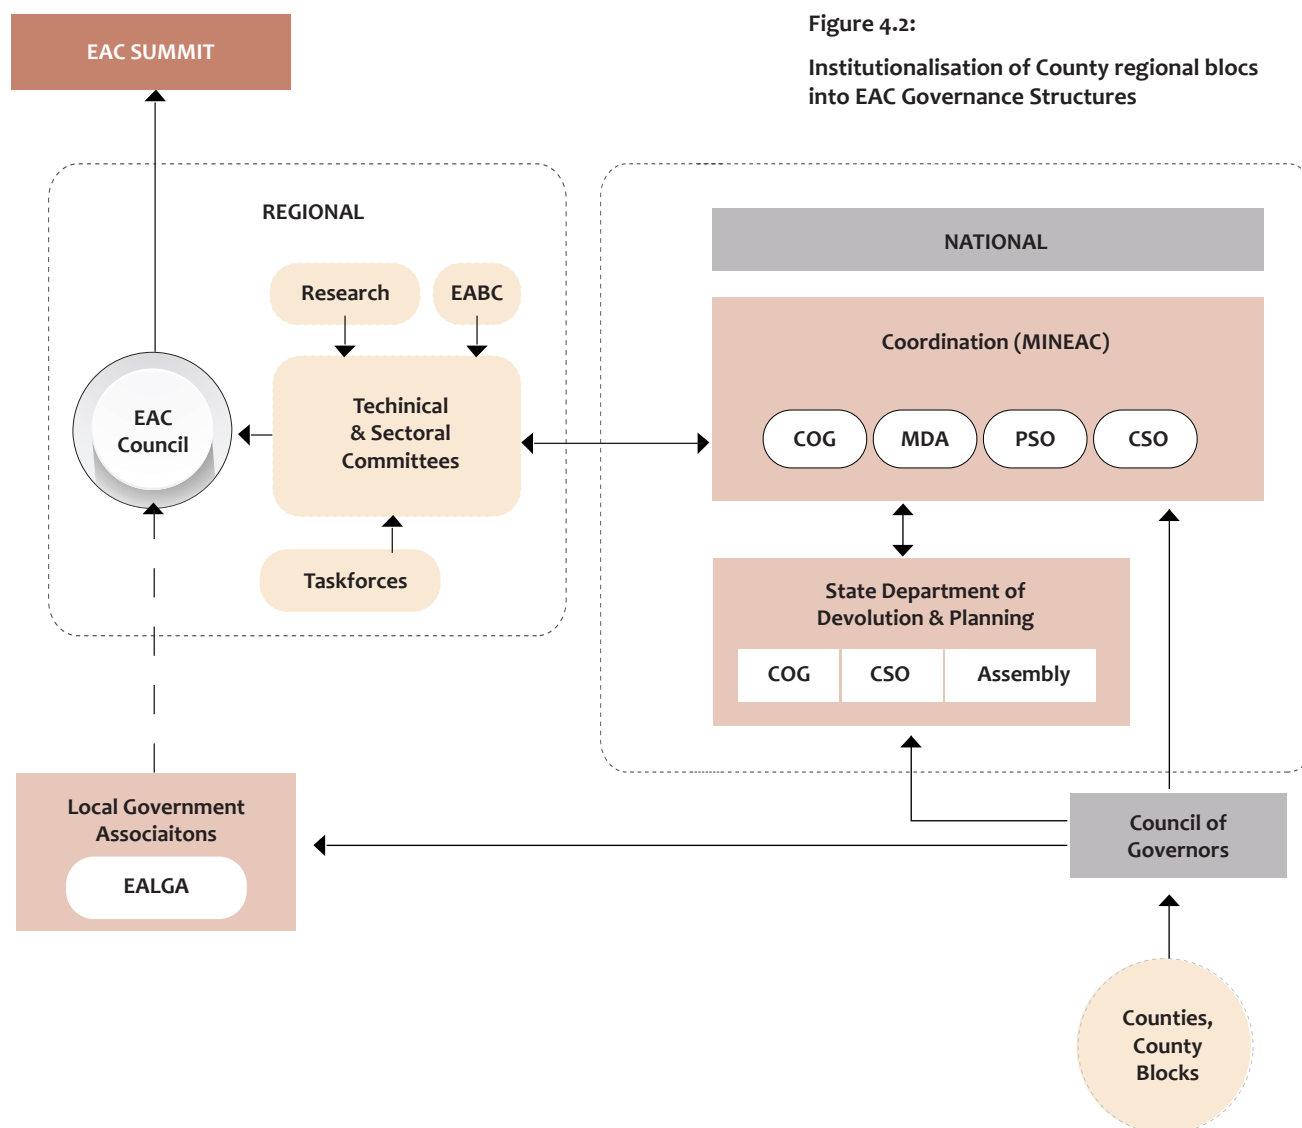 Figure 4.2:
Institutionalisation of County regional blocs
into EAC Governance Structures
EAC SUMMIT
REGIONAL
Research
EABC
EAC
Council
Techinical
& Sectoral
Committees
Taskforces
NATIONAL
Coordination (MINEAC)
COG
MDA
PSO
CSO
State Department of
Devolution & Planning
COG
CSO
Assembly
Local Government
Associaitons
EALGA
Council of
Governors
Counties,
County
Blocks